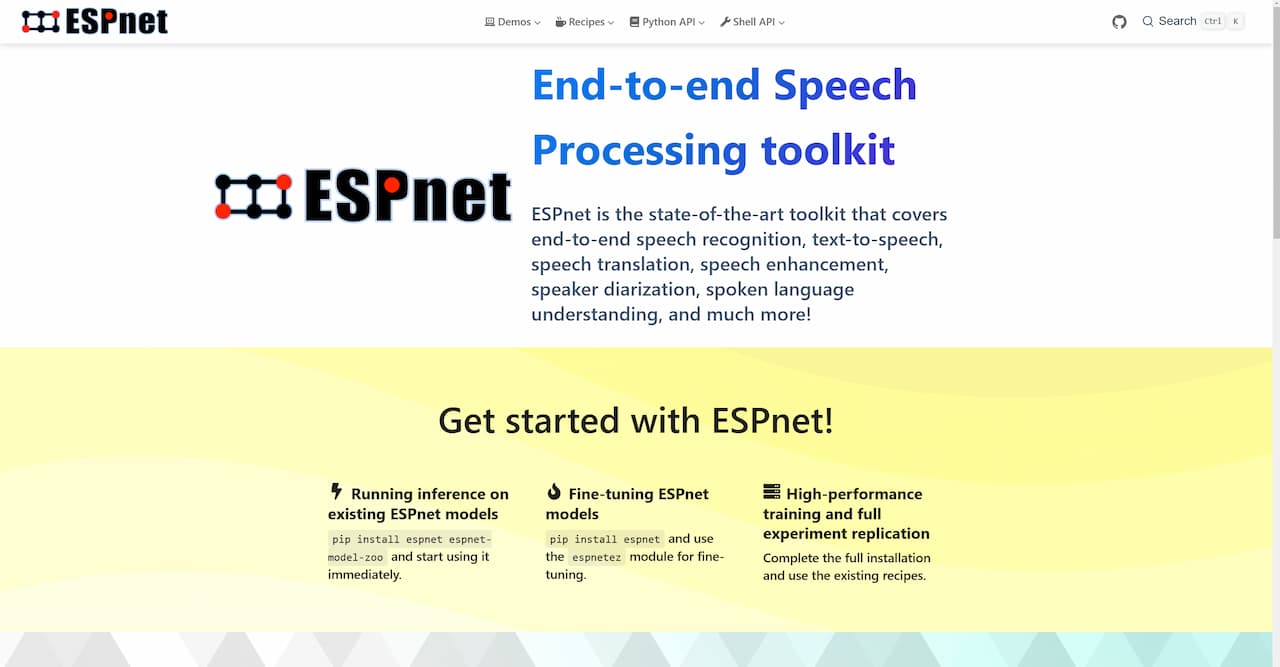 ESPnet
Demos
Recipes
Python API
Shell API
Search Ctrl K
End-to-end Speech
Processing toolkit
ESPnet
ESPnet is the state-of-the-art toolkit that covers
end-to-end speech recognition, text-to-speech,
speech translation, speech enhancement,
speaker diarization, spoken language
understanding, and much more!
Get started with ESPnet!
Running inference on
existing ESPnet models
pip install espnet espnet-
model-zoo and start using it
immediately.
Fine-tuning ESPnet
models
pip install espnet and use
the espnetez module for fine-
tuning.
High-performance
training and full
experiment replication
Complete the full installation
and use the existing recipes.